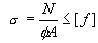 σ = N/φA ≤ [f]